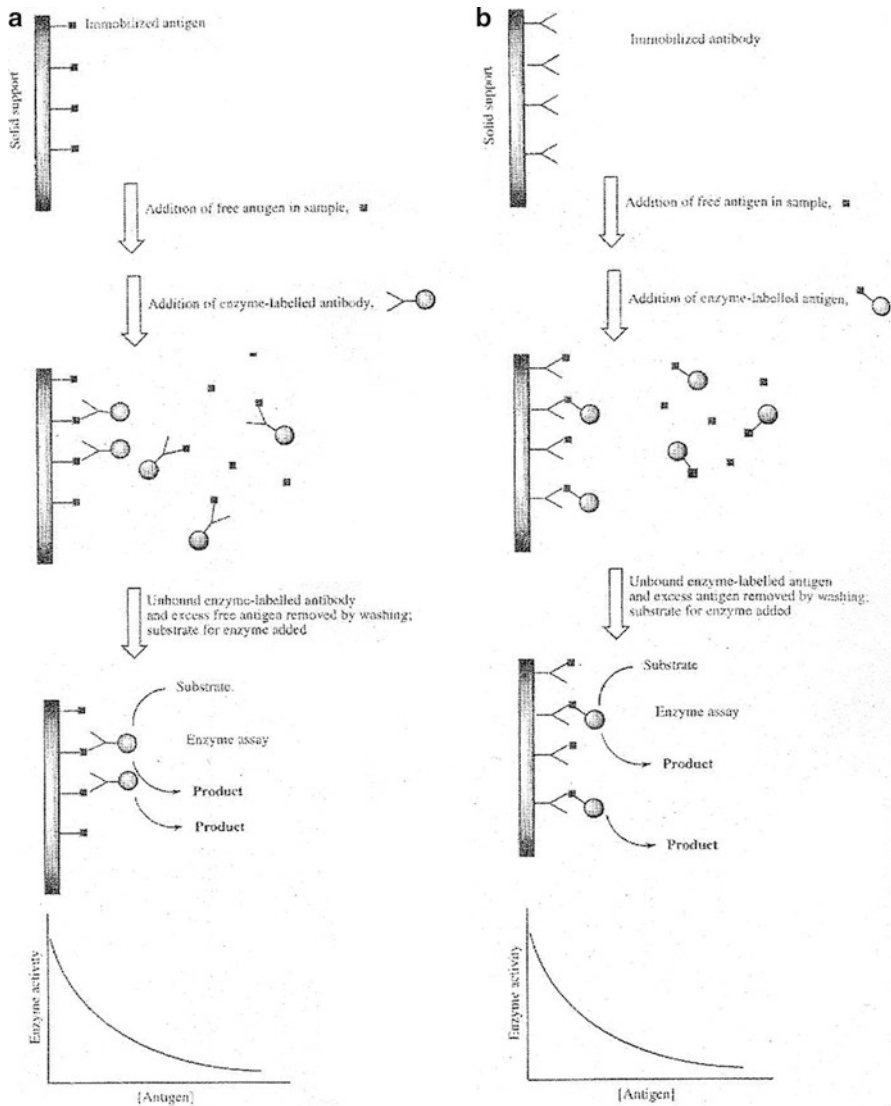 a
Immobilized antigen
Solid support
Addition of free antigen in sample,
Addition of enzyme-labelled antibody,
Unbound enzyme-labelled antibody
and excess free antigen removed by washing;
substrate for enzyme added
Substrate.
Enzyme assay
Product
Product
Enzyme activity
[Antigen]
b
Immobilized antibody
Solid support
Addition of free antigen in sample,
Addition of enzyme-labelled antigen,
Unbound enzyme-labelled antigen
and excess antigen removed by washing;
substrate for enzyme added
Substrate
Enzyme assay
Product
Product
Enzyme activity
[Antigen]